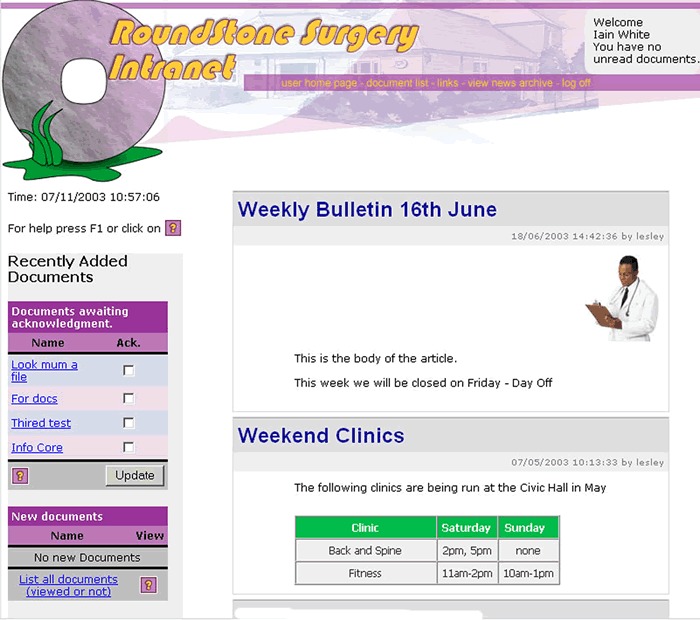 RoundStone Surgery
Intranet
Welcome
Iain White
You have no
unread documents.
user home page - document list - links - view news archive - log off
Time: 07/11/2003 10:57:06
For help press F1 or click on ?
Recently Added
Documents
Documents awaiting
acknowledgment.
Name Ack.
Look mum a
file
For docs
Thired test
Info Core
? Update
New documents
Name View
No new Documents
List all documents
(viewed or not) ?
Weekly Bulletin 16th June
18/06/2003 14:42:36 by lesley
This is the body of the article.
This week we will be closed on Friday - Day Off
Weekend Clinics
07/05/2003 10:13:33 by lesley
The following clinics are being run at the Civic Hall in May
Clinic Saturday Sunday
Back and Spine 2pm, 5pm none
Fitness 11am-2pm 10am-1pm